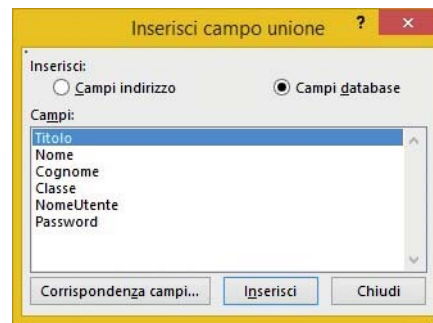 Inserisci campo unione ?
Inserisci:
Campi indirizzo Campi database
Campi:
Titolo
Nome
Cognome
Classe
NomeUtente
Password
Corrispondenza campi... Inserisci Chiudi